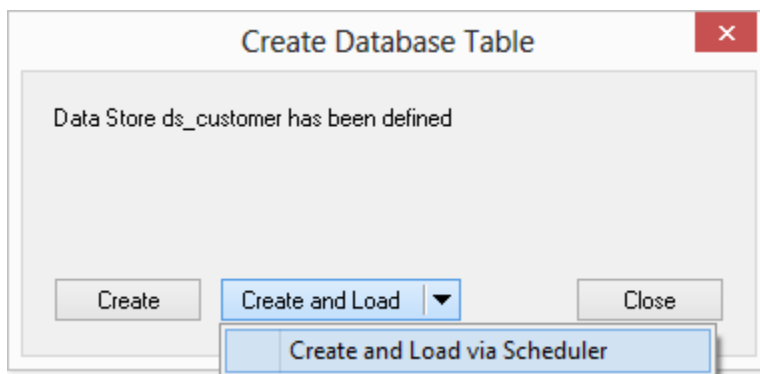 Create Database Table
Data Store ds_customer has been defined
Create Create and Load Close
Create and Load via Scheduler